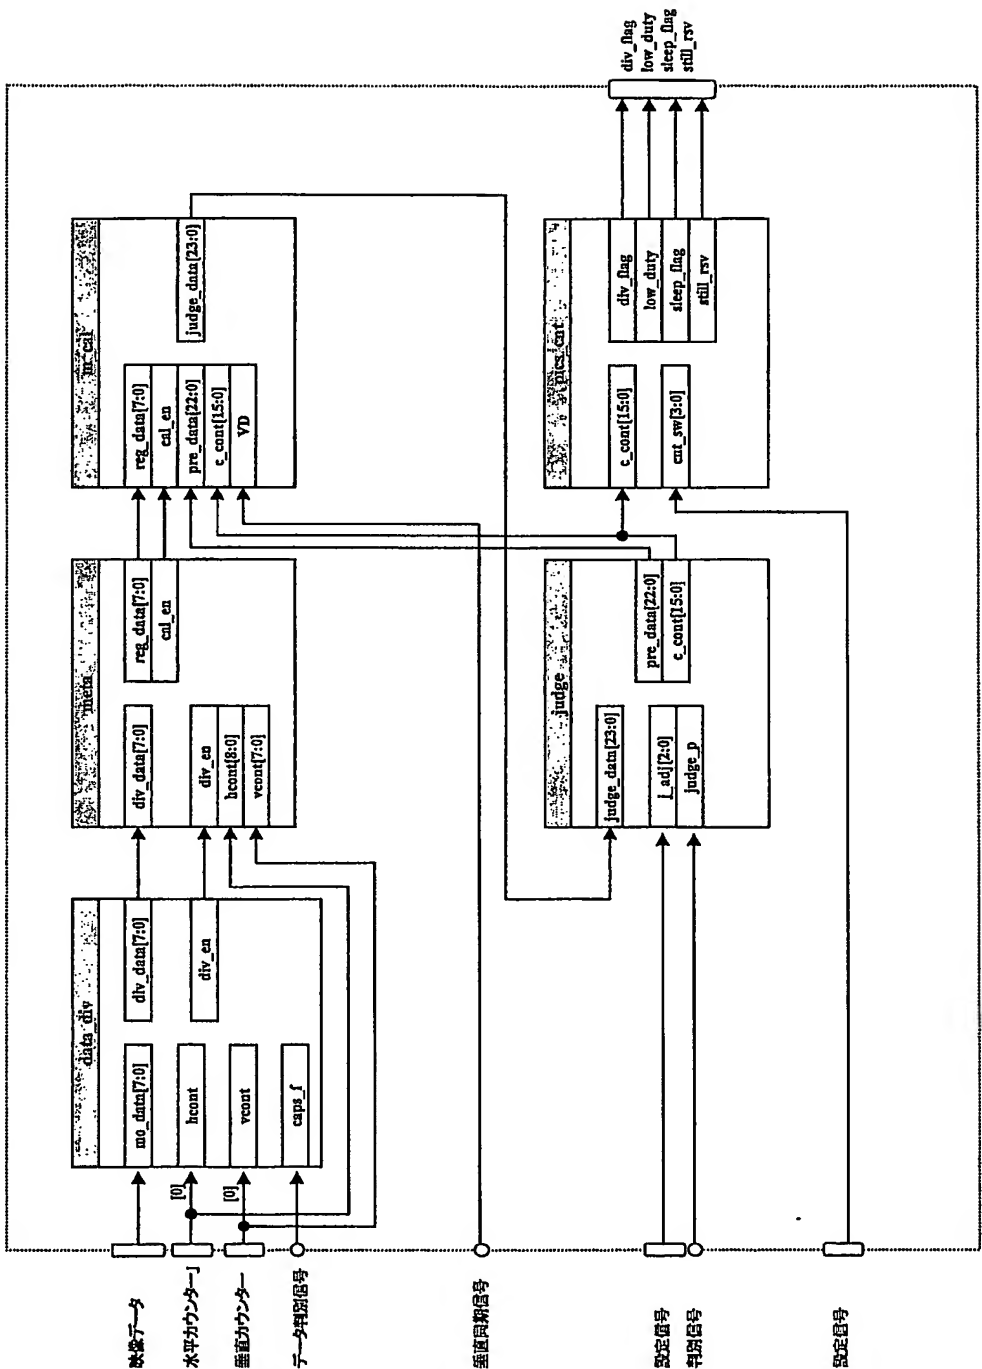 映像データ
水平カウンター」
垂直カウンター
データ判別信号
垂直同期信号
設定信号
判別信号
設定信号
[0]
[0]
data_div
mo_data[7:0]
hcont
vcont
caps_f
div_data[7:0]
div_en
meta
div_data[7:0]
div_en
hcont[8:0]
vcont[7:0]
reg_data[7:0]
cal_en
m_cal
reg_data[7:0]
cal_en
pre_data[22:0]
c_cont[15:0]
VD
judge_data[23:0]
judge
judge_data[23:0]
j_adj[2:0]
judge_p
pre_data[22:0]
c_cont[15:0]
pics_cnt
c_cont[15:0]
cnt_sw[3:0]
div_flag
low_duty
sleep_flag
still_rsv
div_flag
low_duty
sleep_flag
still_rsv